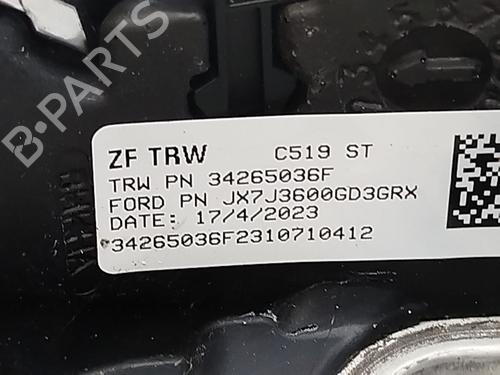 B-PARTS
ZF TRW C519 ST
TRW PN 34265036F
FORD PN JX7J3600GD3GRX
DATE: 17/4/2023
34265036F2310710412